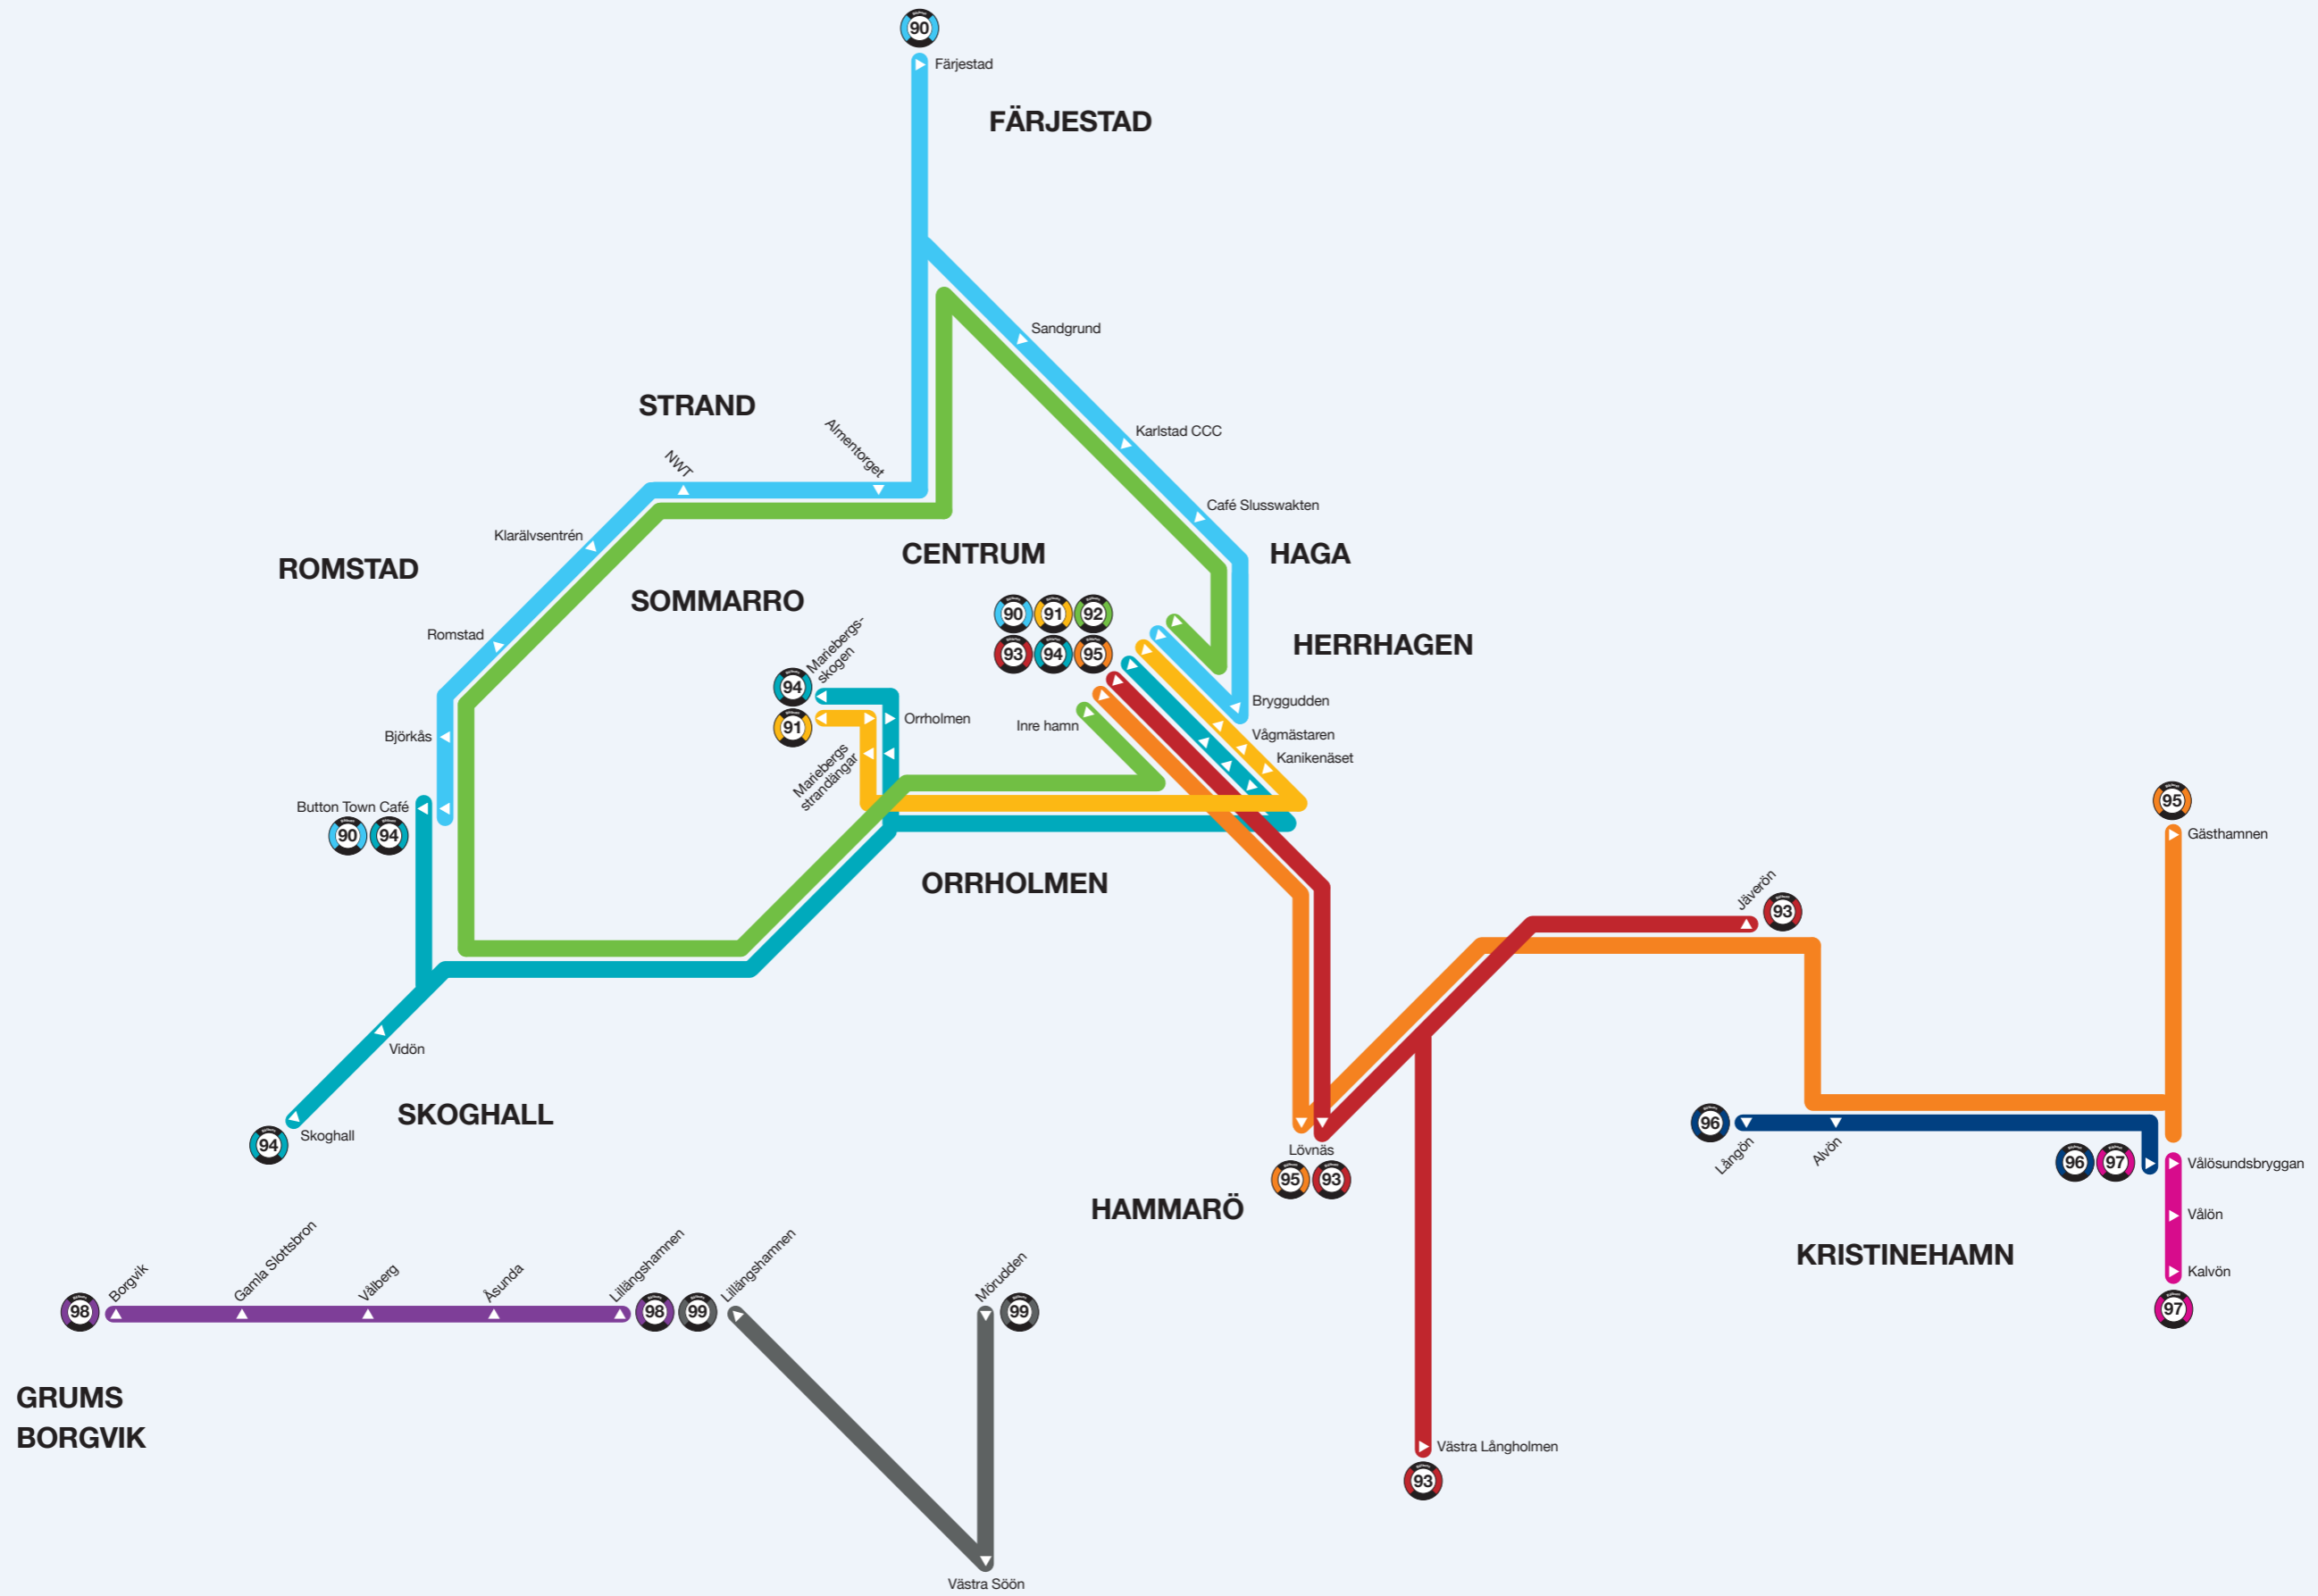 90
Färjestad
FÄRJESTAD
Sandgrund
STRAND
Almentorget
Karlstad CCC
NWT
Café Slusswakten
Klarälvsentrén
CENTRUM
HAGA
ROMSTAD
SOMMARRO
90 91 92
Romstad
Mariebergs-
skogen
HERRHAGEN
93 94 95
94
Bryggudden
Orrholmen
Inre hamn
91
Björkås
Vågmästaren
Mariebergs
strandängar
Kanikenäset
Button Town Café
90 94
95
Gästhamnen
ORRHOLMEN
Jäverön
93
Vidön
SKOGHALL
96
Långön
Alvön
Skoghall
94
Lövnäs
95 93
96 97
Vålösundsbryggan
HAMMARÖ
Vålön
KRISTINEHAMN
Kalvön
97
98
Borgvik
Gamla Slottsbron
Vålberg
Åsunda
Lillängshamnen
98
99
Lillängshamnen
Mörudden
99
GRUMS
BORGVIK
Västra Långholmen
93
Västra Söön